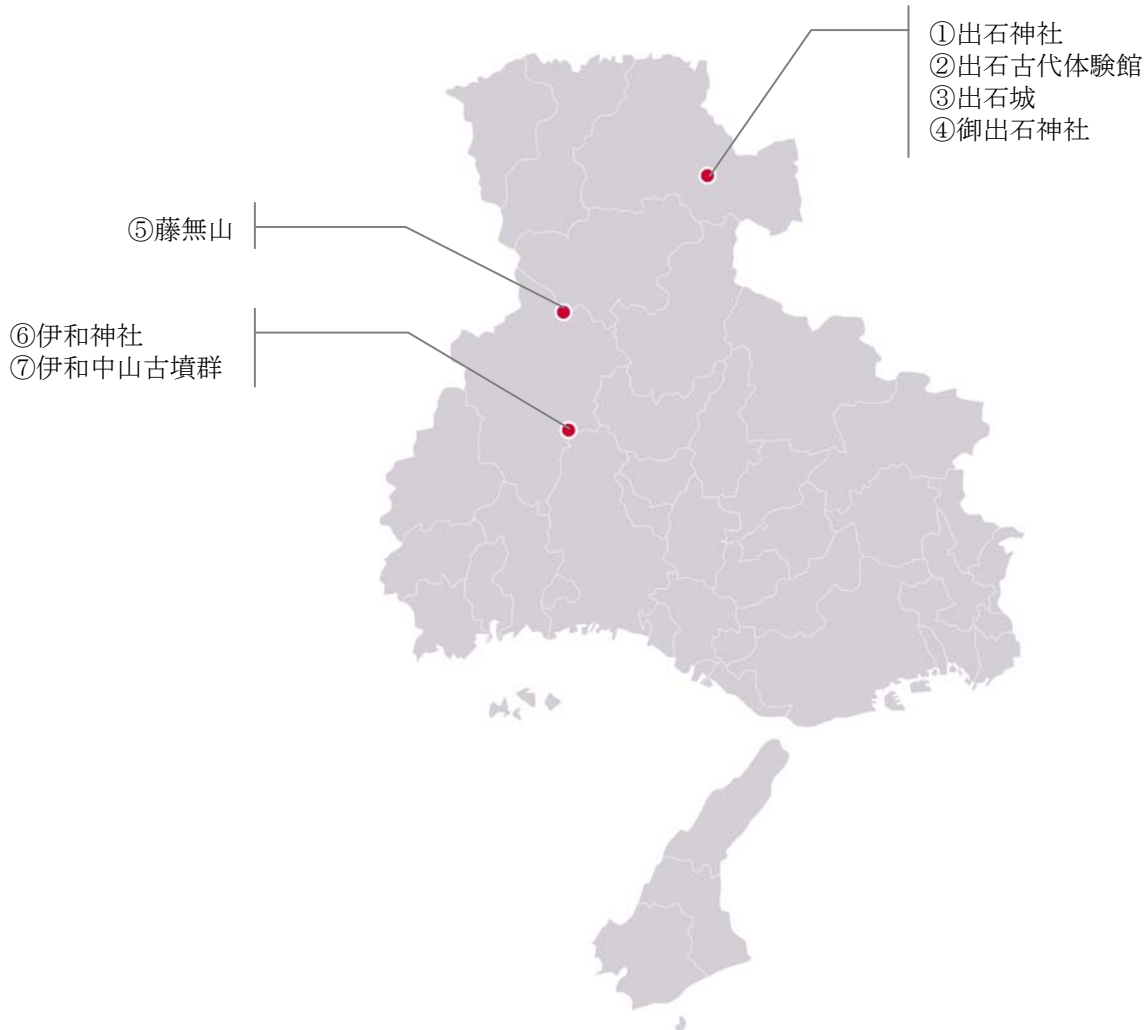 ①出石神社
②出石古代体験館
③出石城
④御出石神社
⑤藤無山
⑥伊和神社
⑦伊和中山古墳群